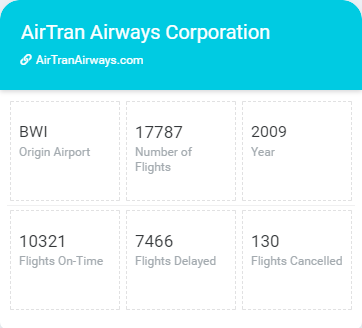 AirTran Airways Corporation
AirTranAirways.com
BWI
Origin Airport
17787
Number of
Flights
2009
Year
10321
Flights On-Time
7466
Flights Delayed
130
Flights Cancelled